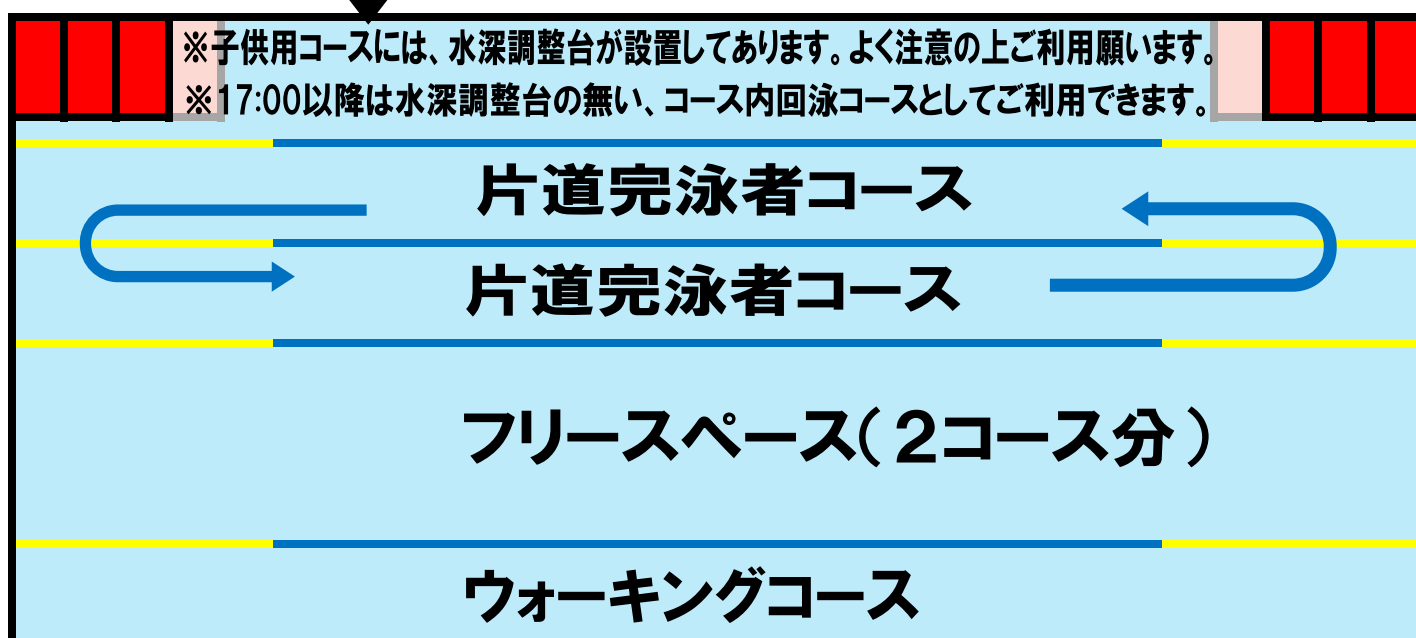 ※子供用コースには、水深調整台が設置してあります。よく注意の上ご利用願います。
※17:00以降は水深調整台の無い、コース内回泳コースとしてご利用できます。
片道完泳者コース
片道完泳者コース
フリースペース(２コース分)
ウォーキングコース